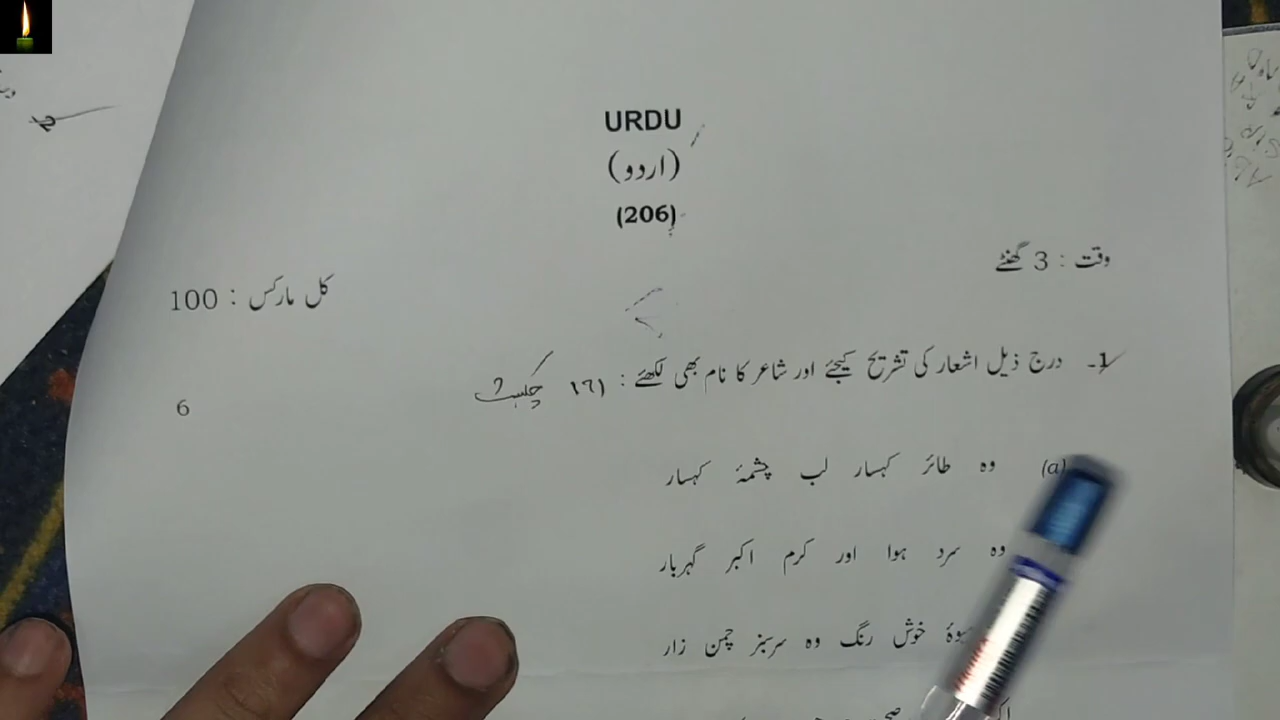 URDU
(اردو)
(206)
وقت : 3 گھنٹے
کل مارکس : 100
1۔ درج ذیل اشعار کی تشریح کیجئے اور شاعر کا نام بھی لکھئے :
6
(a) وہ طائر کہسار لب چشمۂ کہسار
وہ سرد ہوا اور کرم اکبر گہربار
خوش رنگ وہ سرسبز چمن زار